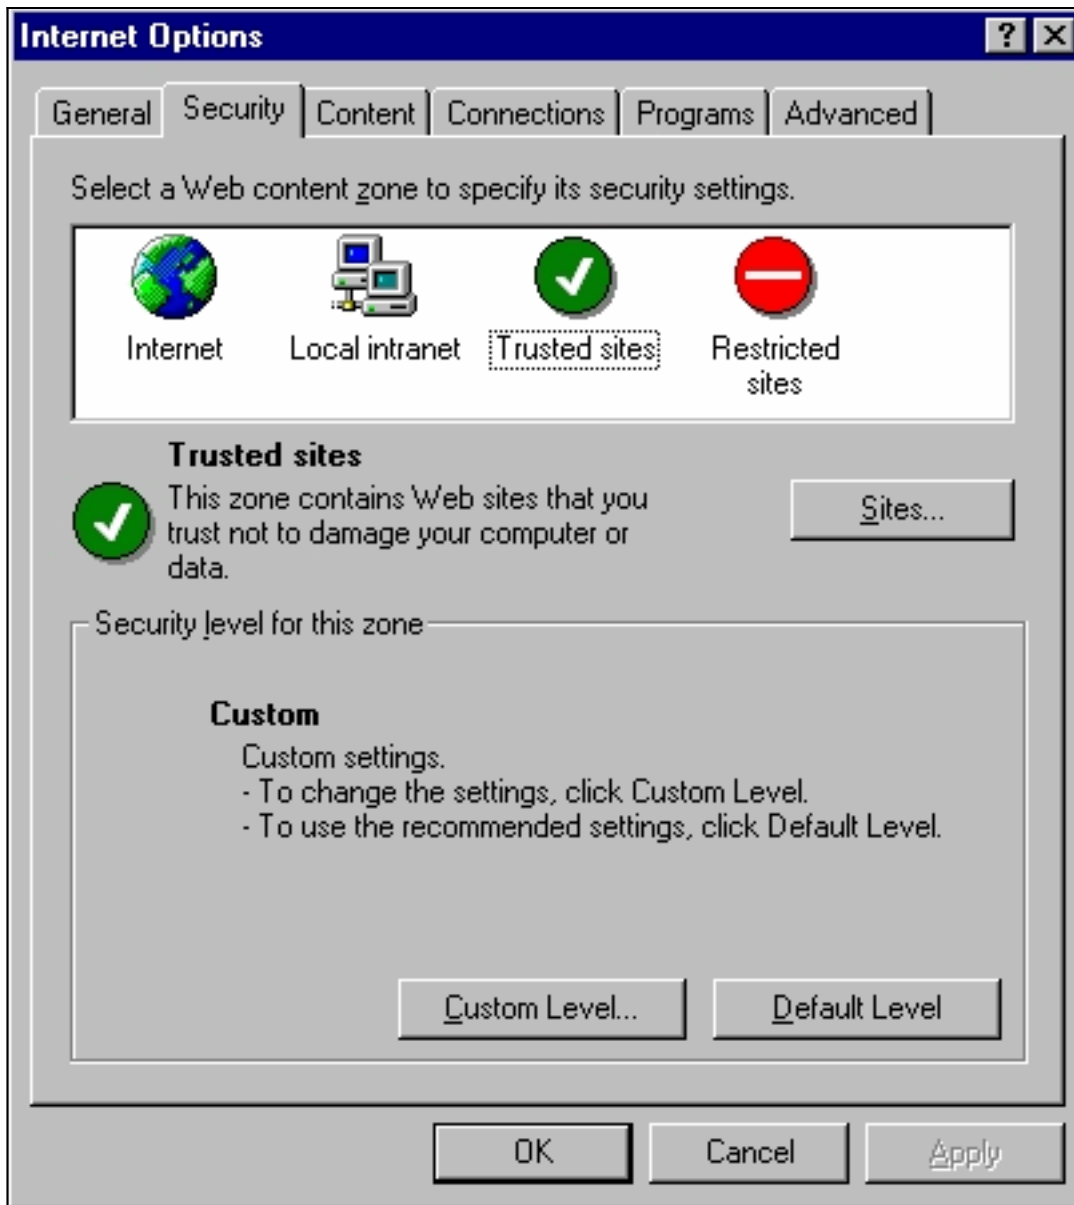 Internet Options
General Security Content Connections Programs Advanced
Select a Web content zone to specify its security settings.
Internet Local intranet Trusted sites Restricted
sites
Trusted sites
This zone contains Web sites that you
trust not to damage your computer or
data.
Sites...
Security level for this zone
Custom
Custom settings.
- To change the settings, click Custom Level.
- To use the recommended settings, click Default Level.
Custom Level... Default Level
OK Cancel Apply